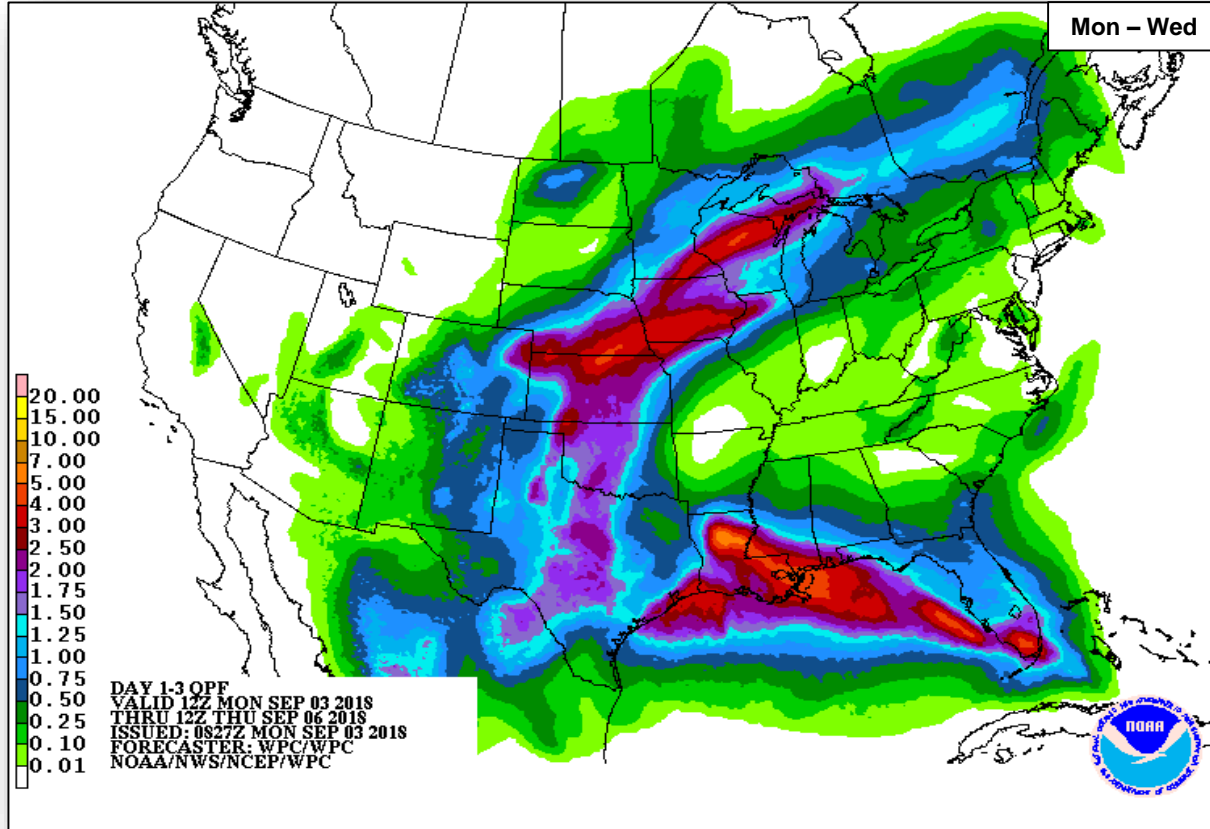 Mon – Wed
20.00
15.00
10.00
7.00
5.00
4.00
3.00
2.50
2.00
1.75
1.50
1.25
1.00
0.75
0.50
0.25
0.10
0.01
DAY 1-3 QPF
VALID 12Z MON SEP 03 2018
THRU 12Z THU SEP 06 2018
ISSUED: 0827Z MON SEP 03 2018
FORECASTER: WPC/WPC
NOAA/NWS/NCEP/WPC
NOAA